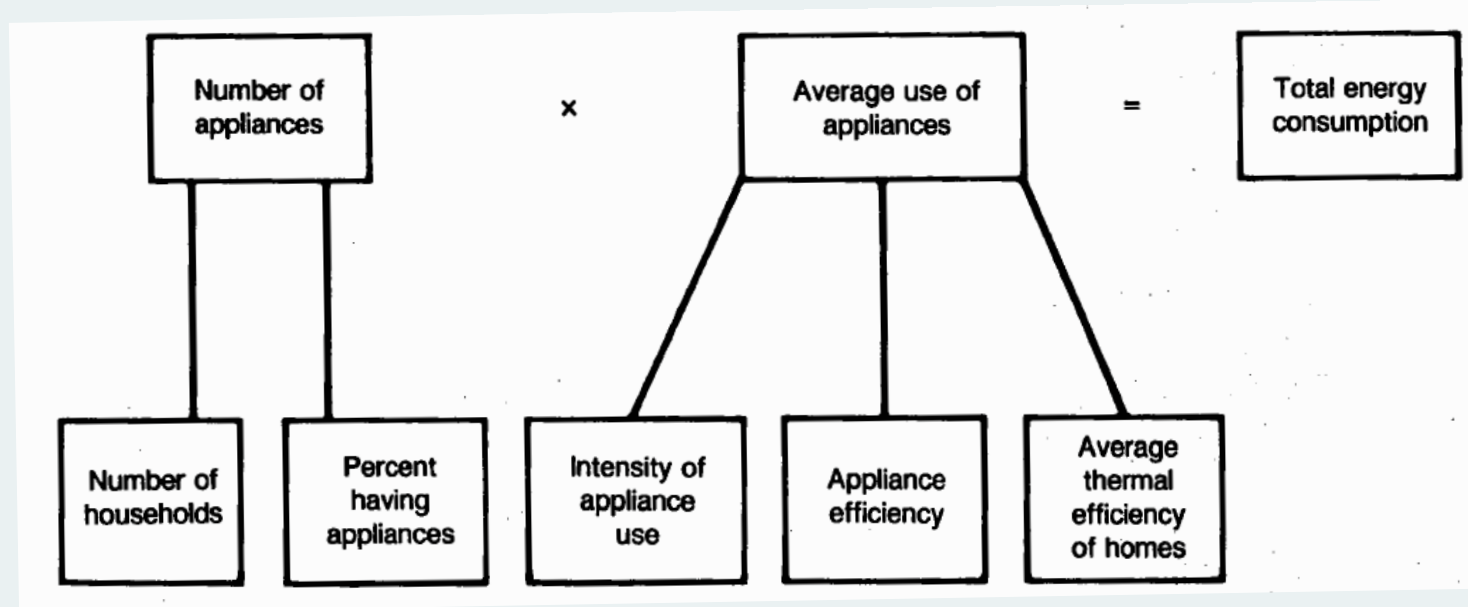 Number of
appliances
×
Average use of
appliances
=
Total energy
consumption
Number of
households
Percent
having
appliances
Intensity of
appliance
use
Appliance
efficiency
Average
thermal
efficiency
of homes